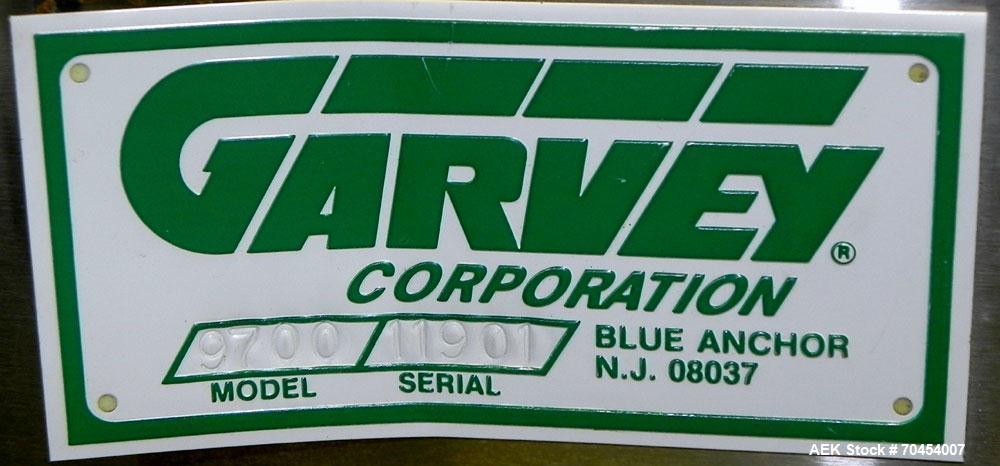 GARVEY®
CORPORATION
9700 11901
MODEL SERIAL
BLUE ANCHOR
N.J. 08037
AEK Stock # 70454007